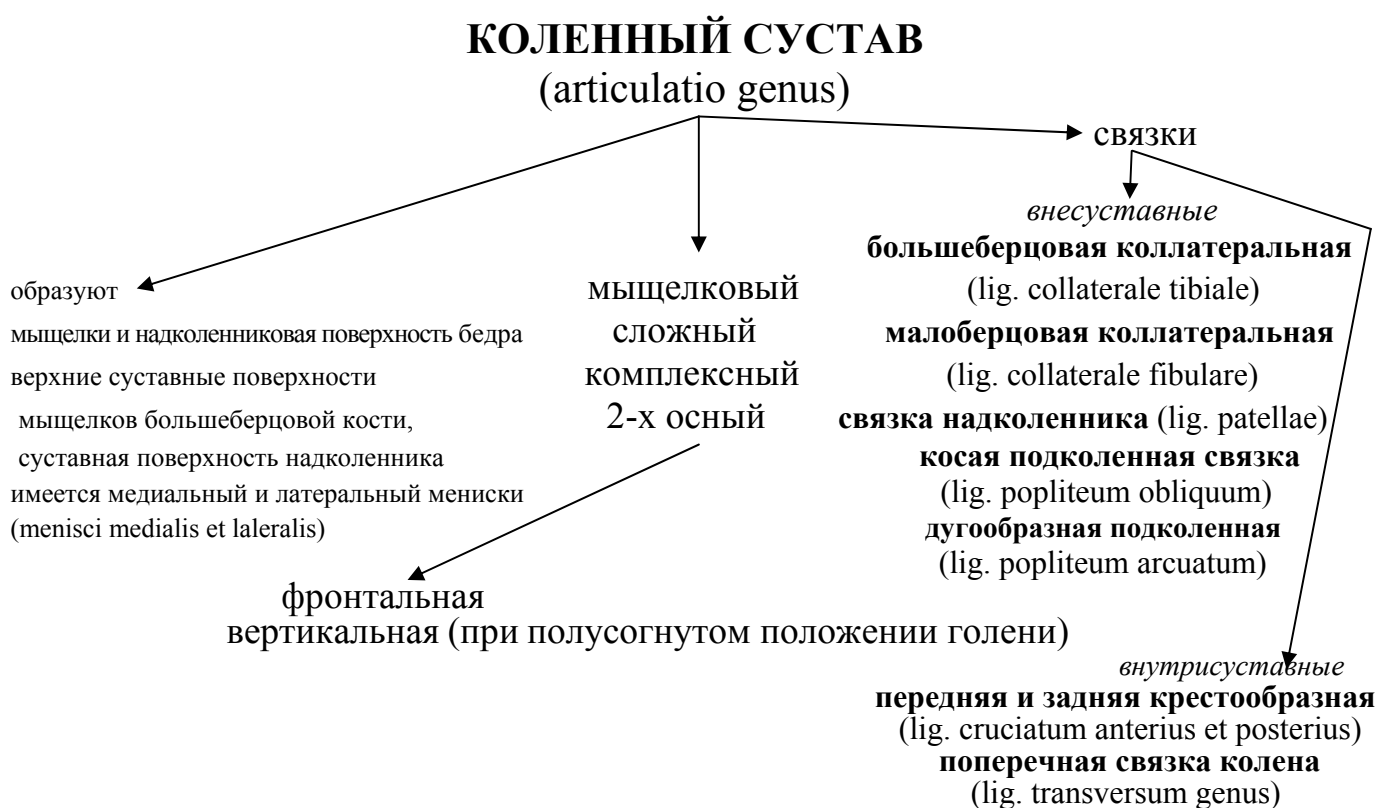 КОЛЕННЫЙ СУСТАВ
(articulatio genus)
образуют
мыщелки и надколенниковая поверхность бедра
верхние суставные поверхности
мыщелков большеберцовой кости,
суставная поверхность надколенника
имеется медиальный и латеральный мениски
(menisci medialis et laleralis)
мыщелковый
сложный
комплексный
2-х осный
фронтальная
вертикальная (при полусогнутом положении голени)
связки
внесуставные
большеберцовая коллатеральная
(lig. collaterale tibiale)
малоберцовая коллатеральная
(lig. collaterale fibulare)
связка надколенника (lig. patellae)
косая подколенная связка
(lig. popliteum obliquum)
дугообразная подколенная
(lig. popliteum arcuatum)
внутрисуставные
передняя и задняя крестообразная
(lig. cruciatum anterius et posterius)
поперечная связка колена
(lig. transversum genus)